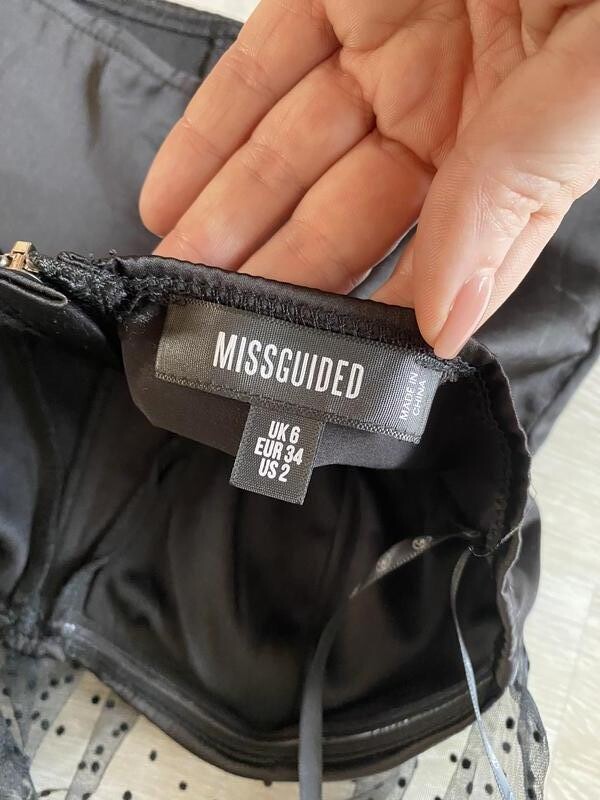 MISSGUIDED
MADE IN
CHINA
UK 6
EUR 34
US 2